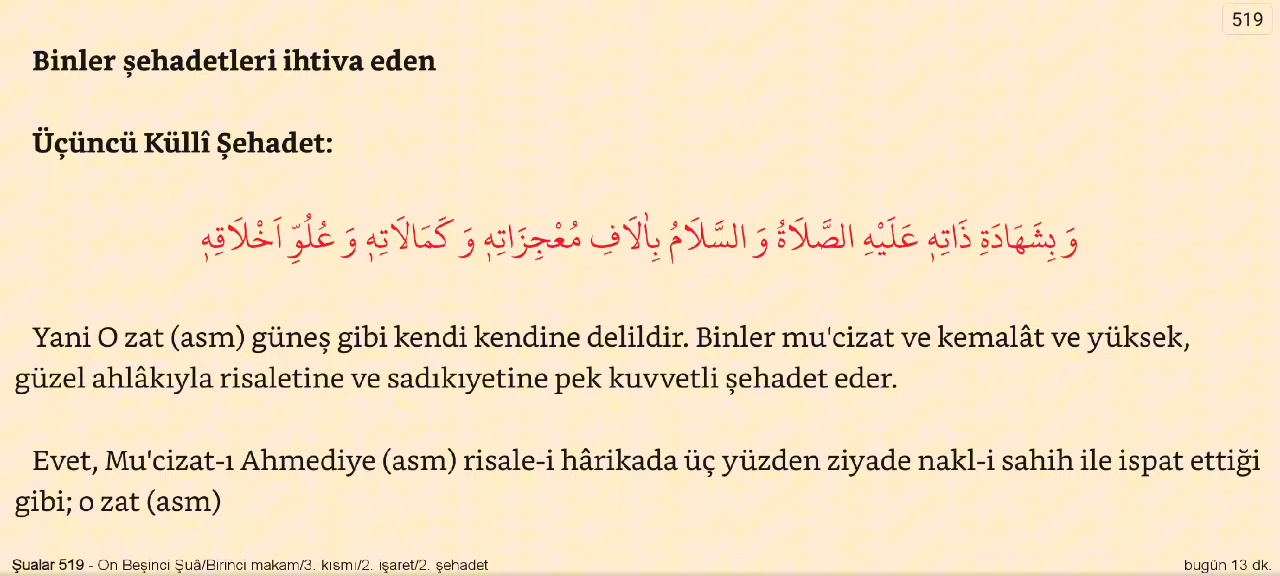 519
Binler şehadetleri ihtiva eden
Üçüncü Küllî Şehadet:
وَ بِشَهَادَةِ ذَاتِهٖ عَلَيْهِ الصَّلَاةُ وَ السَّلَامُ بِاٰلَافِ مُعْجِزَاتِهٖ وَ كَمَالَاتِهٖ وَ عُلُوِّ اَخْلَاقِهٖ
Yani O zat (asm) güneş gibi kendi kendine delildir. Binler mu'cizat ve kemalât ve yüksek,
güzel ahlâkıyla risaletine ve sadıkıyetine pek kuvvetli şehadet eder.
Evet, Mu'cizat-ı Ahmediye (asm) risale-i hârikada üç yüzden ziyade nakl-i sahih ile ispat ettiği
gibi; o zat (asm)
Şualar 519 - On Beşinci Şuâ/Birinci makam/3. kısmı/2. işaret/2. şehadet
bugün 13 dk.